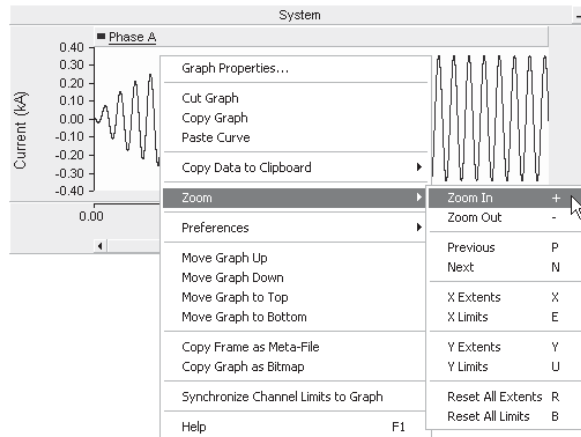 System
Phase A
0.40
0.30
0.20
0.10
0.00
-0.10
-0.20
-0.30
-0.40
Current (kA)
0.00
Graph Properties...
Cut Graph
Copy Graph
Paste Curve
Copy Data to Clipboard
Zoom
Preferences
Move Graph Up
Move Graph Down
Move Graph to Top
Move Graph to Bottom
Copy Frame as Meta-File
Copy Graph as Bitmap
Synchronize Channel Limits to Graph
Help F1
Zoom In +
Zoom Out -
Previous P
Next N
X Extents X
X Limits E
Y Extents Y
Y Limits U
Reset All Extents R
Reset All Limits B